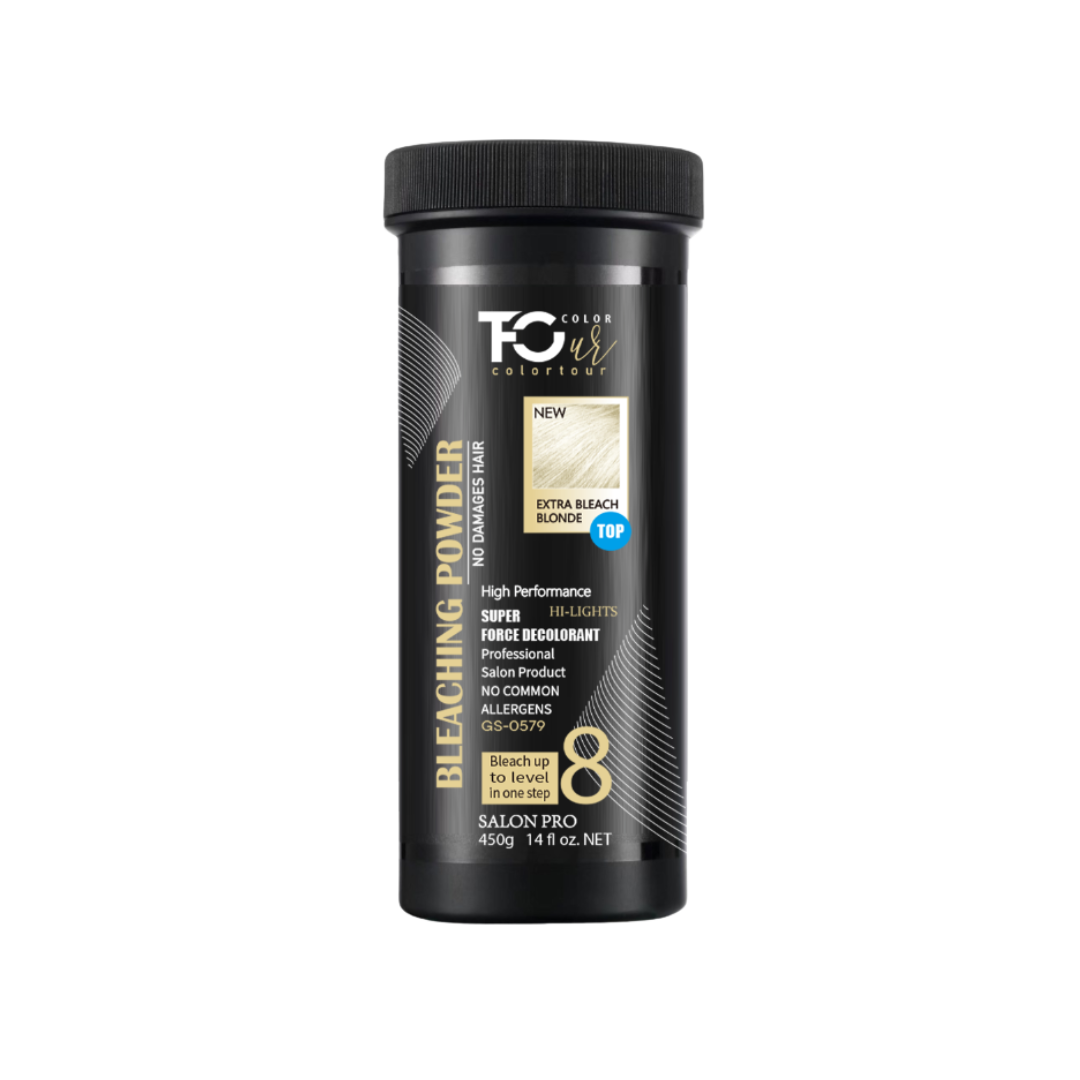 TC COLOR
ur
colortour
NEW
EXTRA BLEACH
BLONDE
TOP
BLEACHING POWDER
NO DAMAGES HAIR
High Performance
SUPER HI-LIGHTS
FORCE DECOLORANT
Professional
Salon Product
NO COMMON
ALLERGENS
GS-0579
Bleach up
to level 8
in one step
SALON PRO
450g 14 fl oz. NET